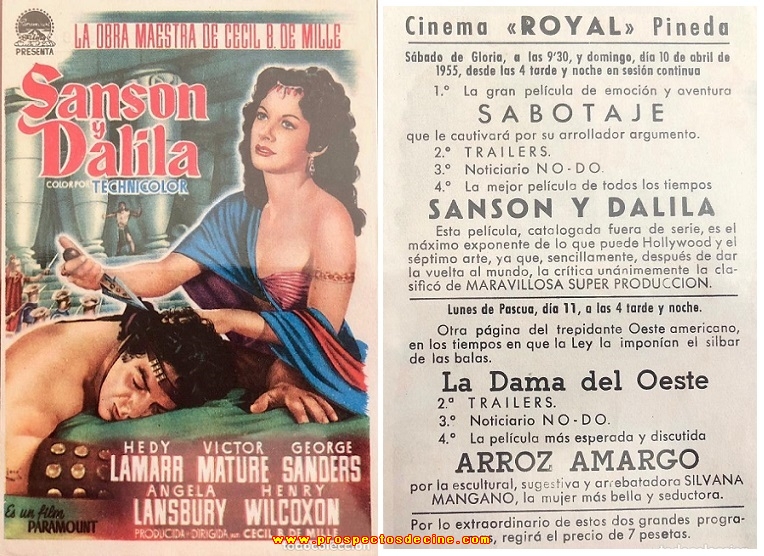 PRESENTA
LA OBRA MAESTRA DE CECIL B. DE MILLE
Sanson
y
Dalila
COLOR POR TECHNICOLOR
HEDY VICTOR GEORGE
LAMARR MATURE SANDERS
ANGELA HENRY
LANSBURY WILCOXON
PRODUCIDA-DIRIGIDA POR CECIL B. DE MILLE
Es un film
PARAMOUNT
Cinema «ROYAL» Pineda
Sábado de Gloria, a las 9'30, y domingo, día 10 de abril de
1955, desde las 4 tarde y noche en sesión continua
1.º La gran película de emoción y aventura
SABOTAJE
que le cautivará por su arrollador argumento.
2.º TRAILERS.
3.º Noticiario NO-DO.
4.º La mejor película de todos los tiempos
SANSON Y DALILA
Esta película, catalogada fuera de serie, es el
máximo exponente de lo que puede Hollywood y el
séptimo arte, ya que, sencillamente, después de dar
la vuelta al mundo, la crítica unánimemente la cla-
sificó de MARAVILLOSA SUPER PRODUCCION.
Lunes de Pascua, día 11, a las 4 tarde y noche.
Otra página del trepidante Oeste americano,
en los tiempos en que la Ley la imponían el silbar
de las balas.
La Dama del Oeste
2.º TRAILERS.
3.º Noticiario NO-DO.
4.º La película más esperada y discutida
ARROZ AMARGO
por la escultural, sugestiva y arrebatadora SILVANA
MANGANO, la mujer más bella y seductora.
Por lo extraordinario de estos dos grandes progra-
mas, regirá el precio de 7 pesetas.
www.prospectosdecine.com
todocoleccion